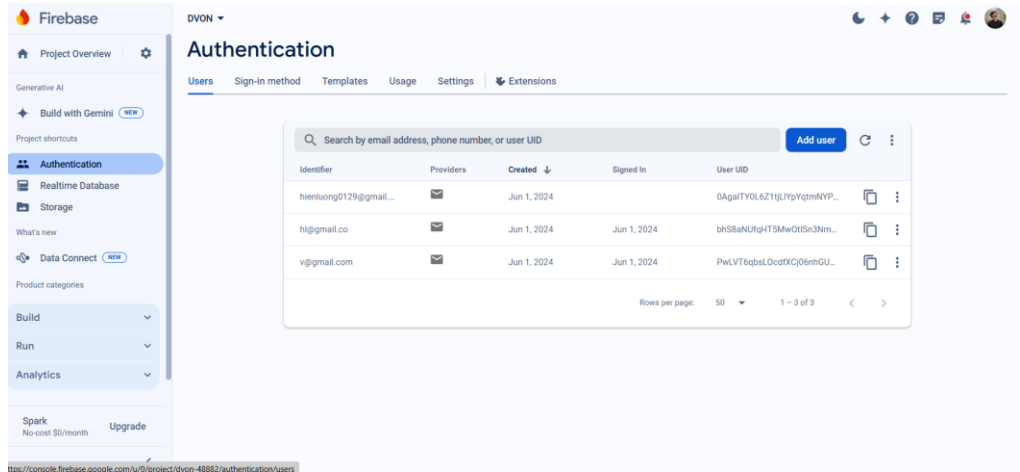 Firebase
DVON
Project Overview
Authentication
Users Sign-in method Templates Usage Settings Extensions
Generative AI
Build with Gemini NEW
Project shortcuts
Authentication
Realtime Database
Storage
What's new
Data Connect NEW
Product categories
Build
Run
Analytics
Spark
No-cost $0/month
Upgrade
Search by email address, phone number, or user UID
Add user
Identifier Providers Created Signed In User UID
hienluong0129@gmail.... Jun 1, 2024
hl@gmail.co Jun 1, 2024 Jun 1, 2024
v@gmail.com Jun 1, 2024 Jun 1, 2024
Rows per page: 50 1 – 3 of 3
ttps://console.firebase.google.com/u/0/project/dvon-48882/authentication/users